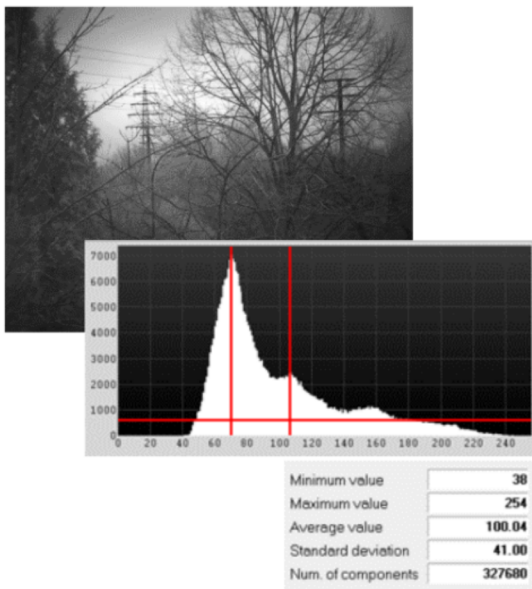 7000
6000
5000
4000
3000
2000
1000
0
0 20 40 60 80 100 120 140 160 180 200 220 240
Minimum value 38
Maximum value 254
Average value 100.04
Standard deviation 41.00
Num. of components 327680